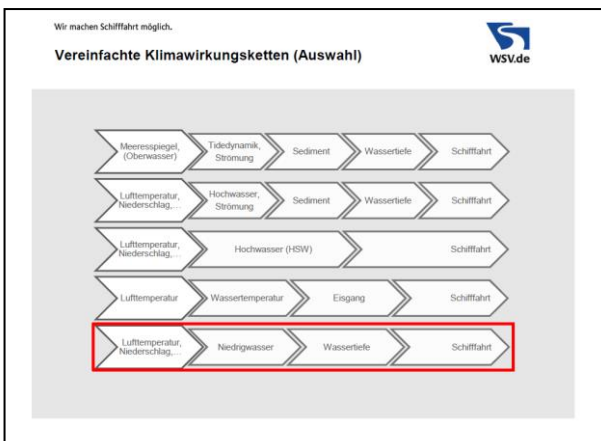 Wir machen Schifffahrt möglich.
Vereinfachte Klimawirkungsketten (Auswahl)
WSV.de
Meeresspiegel,
(Oberwasser)
Tidedynamik,
Strömung
Sediment
Wassertiefe
Schifffahrt
Lufttemperatur,
Niederschlag,...
Hochwasser,
Strömung
Sediment
Wassertiefe
Schifffahrt
Lufttemperatur,
Niederschlag,...
Hochwasser (HSW)
Schifffahrt
Lufttemperatur
Wassertemperatur
Eisgang
Schifffahrt
Lufttemperatur,
Niederschlag,...
Niedrigwasser
Wassertiefe
Schifffahrt